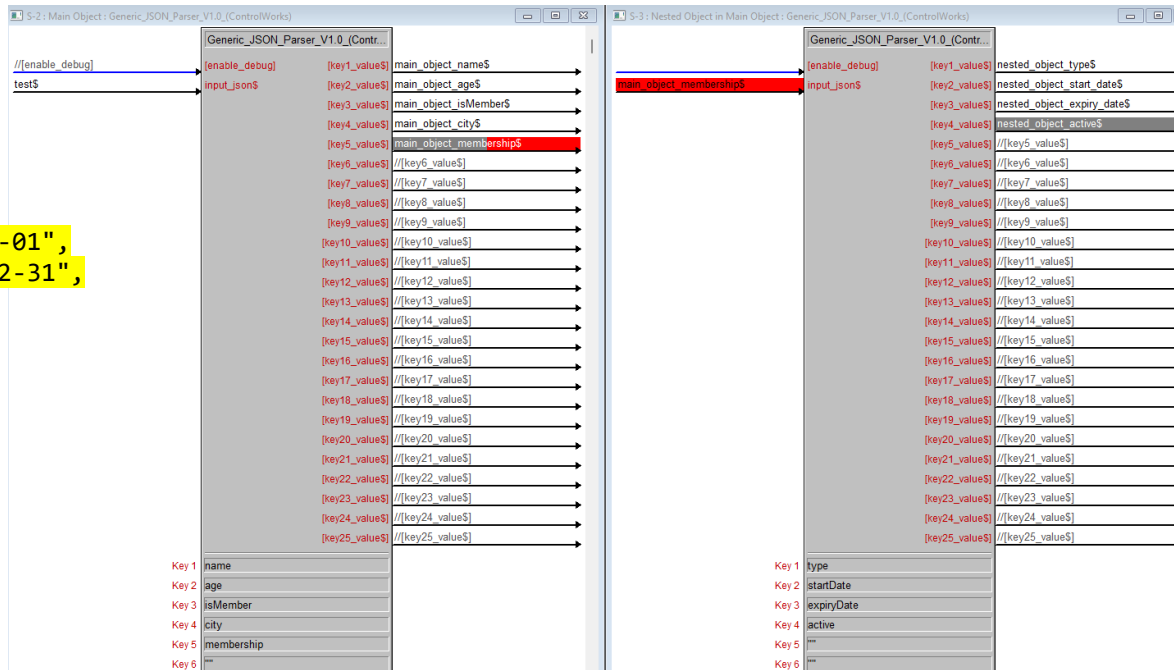 S-2 : Main Object : Generic_JSON_Parser_V1.0_(ControlWorks)
Generic_JSON_Parser_V1.0_(Contr...
//[enable_debug] [enable_debug] [key1_value$] main_object_name$
test$ input_json$ [key2_value$] main_object_age$
[key3_value$] main_object_isMember$
[key4_value$] main_object_city$
[key5_value$] main_object_membership$
[key6_value$] //[key6_value$]
[key7_value$] //[key7_value$]
[key8_value$] //[key8_value$]
[key9_value$] //[key9_value$]
[key10_value$] //[key10_value$]
[key11_value$] //[key11_value$]
[key12_value$] //[key12_value$]
[key13_value$] //[key13_value$]
[key14_value$] //[key14_value$]
[key15_value$] //[key15_value$]
[key16_value$] //[key16_value$]
[key17_value$] //[key17_value$]
[key18_value$] //[key18_value$]
[key19_value$] //[key19_value$]
[key20_value$] //[key20_value$]
[key21_value$] //[key21_value$]
[key22_value$] //[key22_value$]
[key23_value$] //[key23_value$]
[key24_value$] //[key24_value$]
[key25_value$] //[key25_value$]
Key 1 name
Key 2 age
Key 3 isMember
Key 4 city
Key 5 membership
Key 6 ""
-01",
2-31",
S-3 : Nested Object in Main Object : Generic_JSON_Parser_V1.0_(ControlWorks)
Generic_JSON_Parser_V1.0_(Contr...
[enable_debug] [key1_value$] nested_object_type$
main_object_membership$ input_json$ [key2_value$] nested_object_start_date$
[key3_value$] nested_object_expiry_date$
[key4_value$] nested_object_active$
[key5_value$] //[key5_value$]
[key6_value$] //[key6_value$]
[key7_value$] //[key7_value$]
[key8_value$] //[key8_value$]
[key9_value$] //[key9_value$]
[key10_value$] //[key10_value$]
[key11_value$] //[key11_value$]
[key12_value$] //[key12_value$]
[key13_value$] //[key13_value$]
[key14_value$] //[key14_value$]
[key15_value$] //[key15_value$]
[key16_value$] //[key16_value$]
[key17_value$] //[key17_value$]
[key18_value$] //[key18_value$]
[key19_value$] //[key19_value$]
[key20_value$] //[key20_value$]
[key21_value$] //[key21_value$]
[key22_value$] //[key22_value$]
[key23_value$] //[key23_value$]
[key24_value$] //[key24_value$]
[key25_value$] //[key25_value$]
Key 1 type
Key 2 startDate
Key 3 expiryDate
Key 4 active
Key 5 ""
Key 6 ""